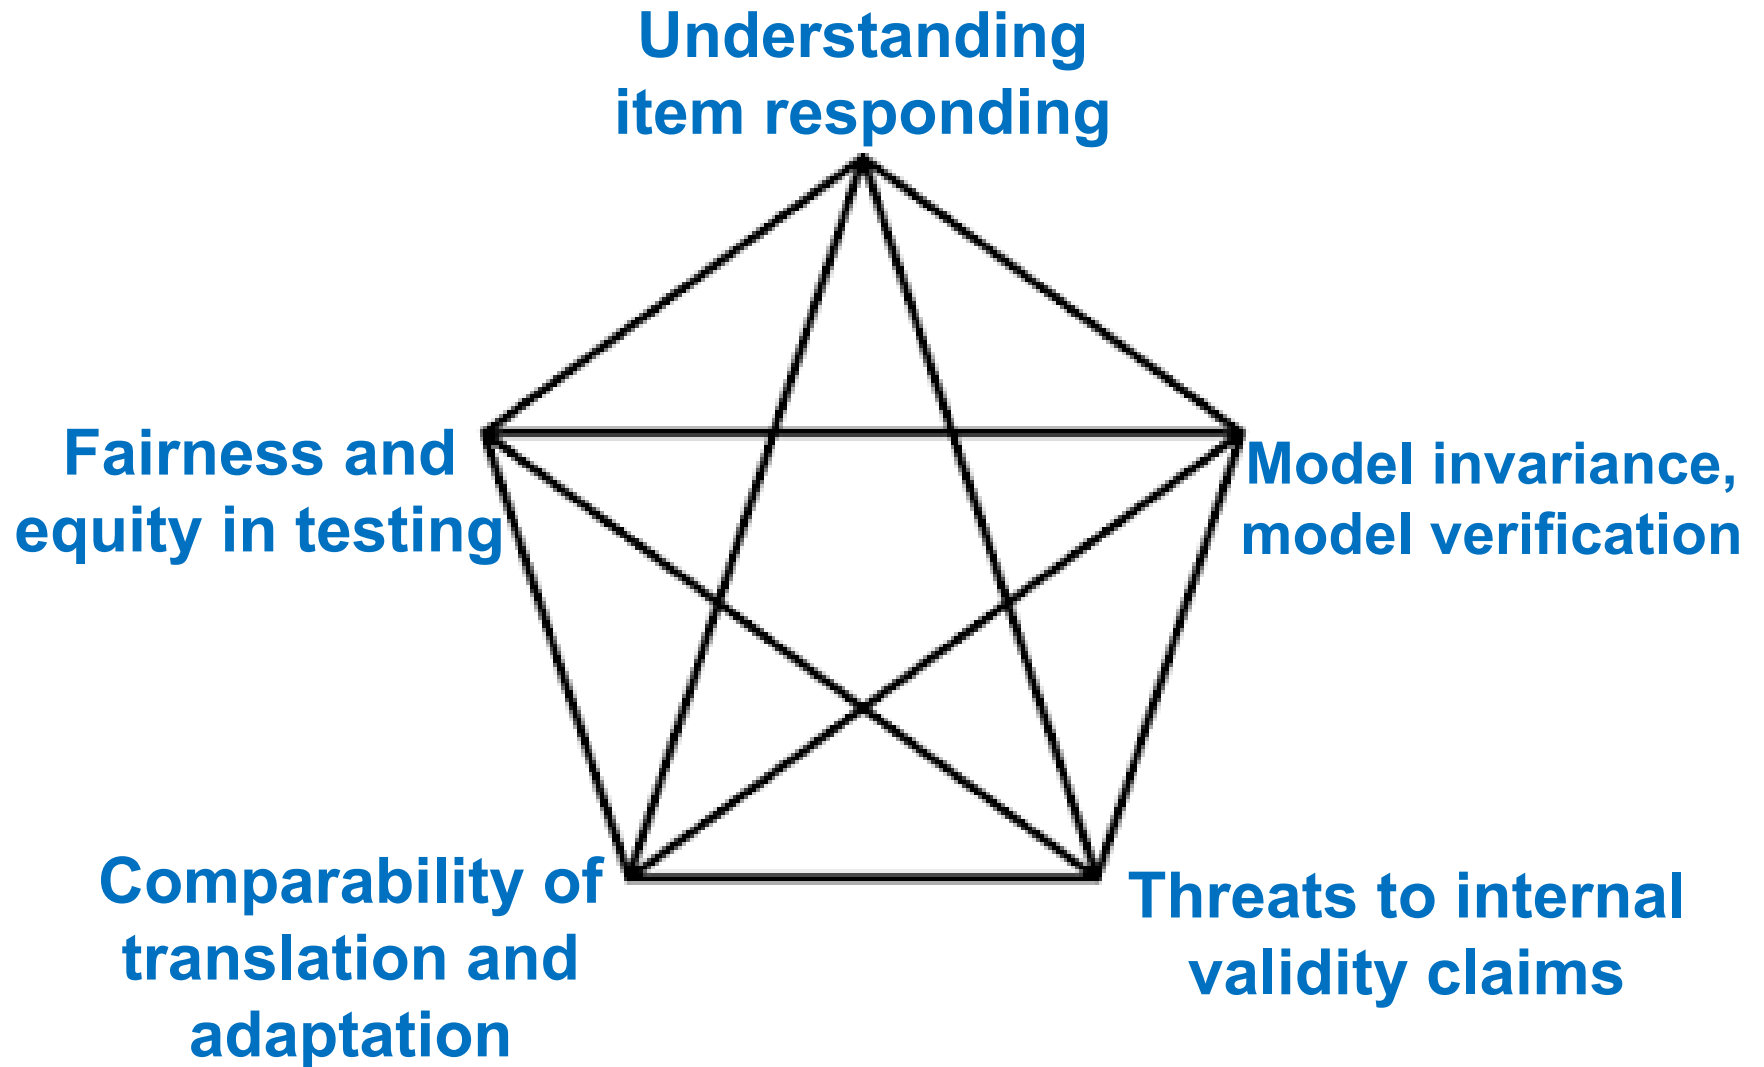 Understanding
item responding
Fairness and
equity in testing
Model invariance,
model verification
Comparability of
translation and
adaptation
Threats to internal
validity claims